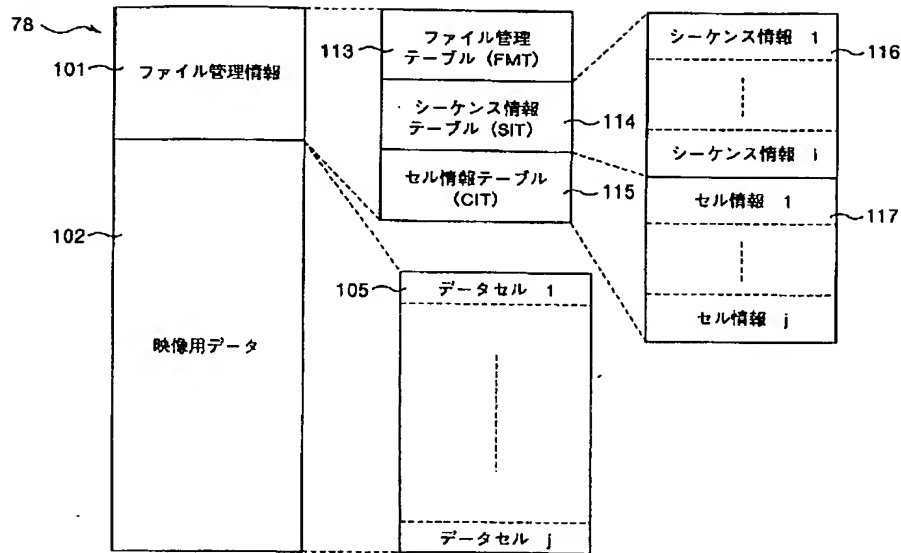 78
101
ファイル管理情報
102
映像用データ
113
ファイル管理
テーブル (FMT)
シーケンス情報
テーブル (SIT)
114
セル情報テーブル
(CIT)
115
シーケンス情報 1
116
シーケンス情報 i
セル情報 1
117
セル情報 j
105
データセル 1
データセル j